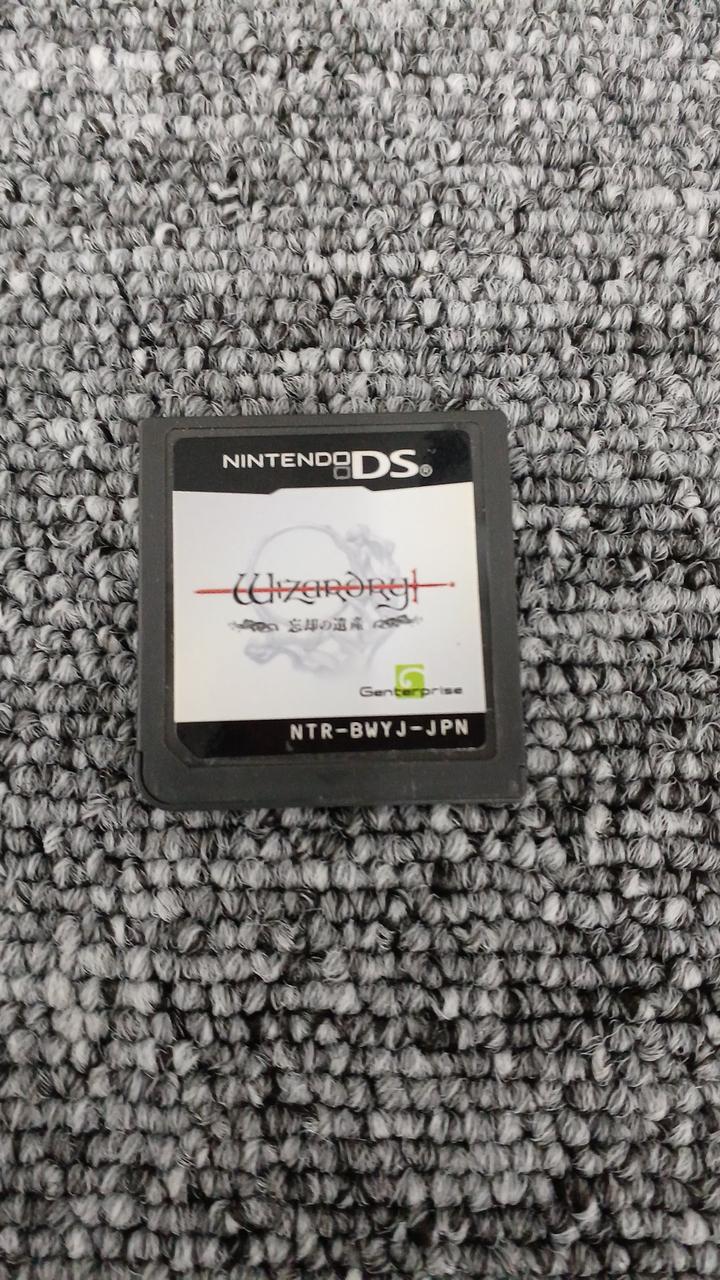 NINTENDO DS®
Wizardry
忘却の遺産
Genterprise
NTR-BWYJ-JPN